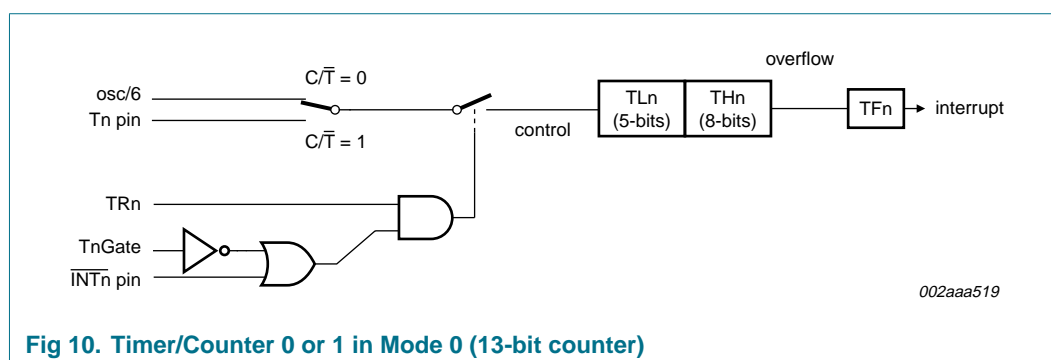 overflow
C/T̅ = 0
osc/6
Tn pin
TLn
(5-bits)
THn
(8-bits)
TFn
interrupt
control
C/T̅ = 1
TRn
TnGate
I̅N̅T̅n̅ pin
002aaa519
Fig 10. Timer/Counter 0 or 1 in Mode 0 (13-bit counter)